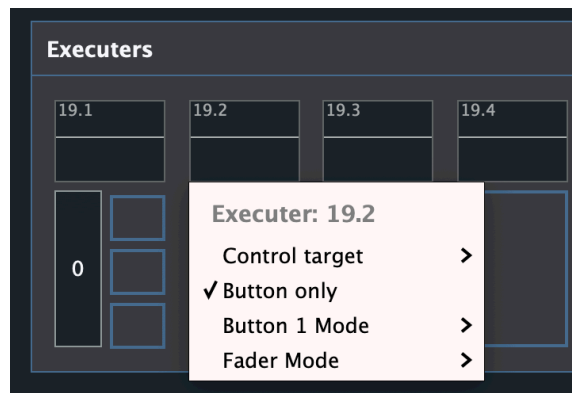 Executers
19.1 19.2 19.3 19.4
0
Executer: 19.2
Control target >
✓ Button only
Button 1 Mode >
Fader Mode >